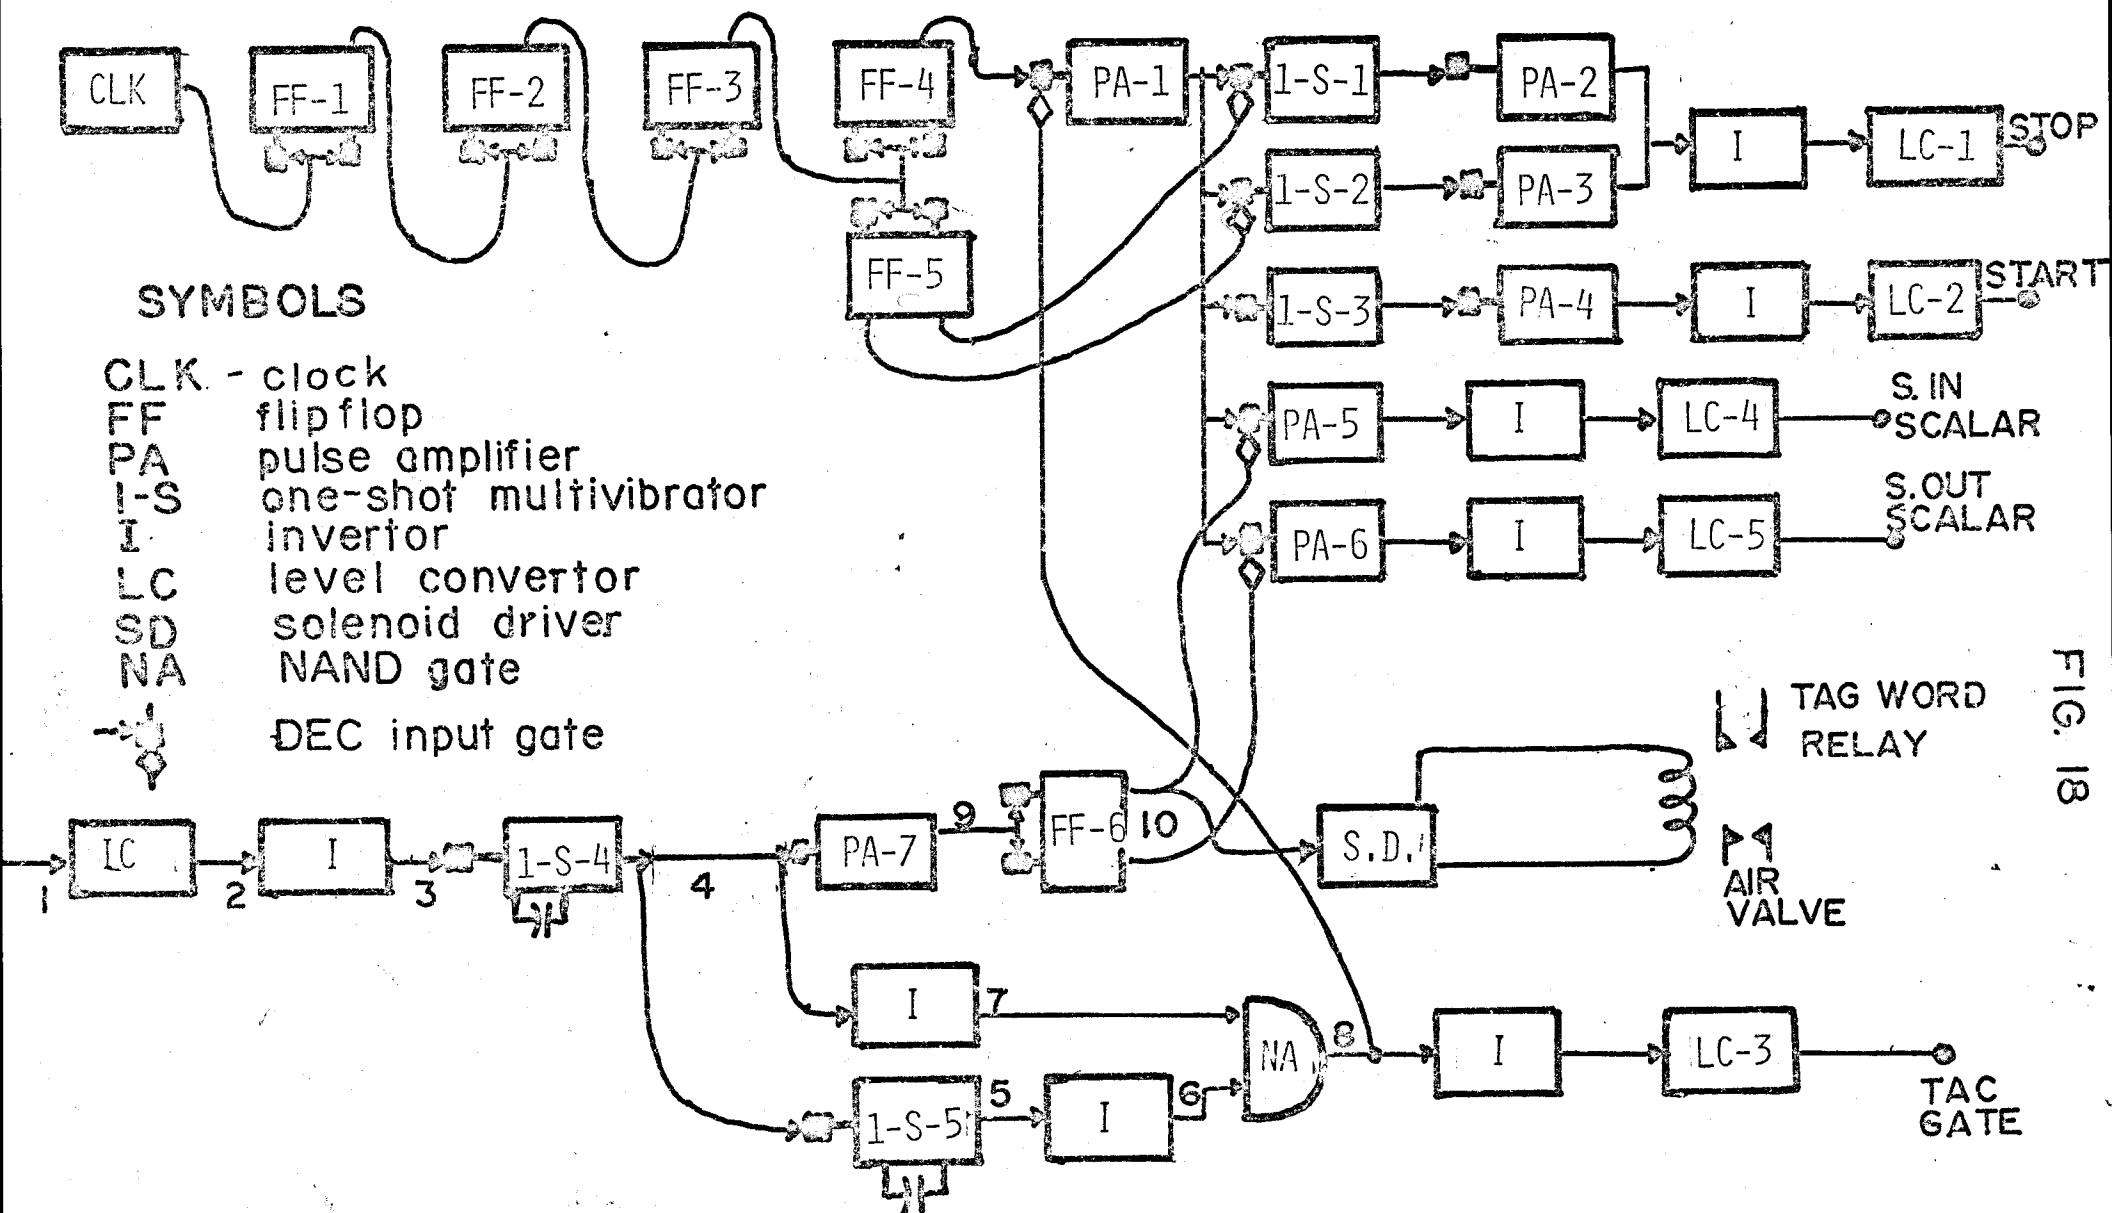 CLK
FF-1
FF-2
FF-3
FF-4
PA-1
1-S-1
PA-2
I
LC-1
STOP
1-S-2
PA-3
FF-5
1-S-3
PA-4
I
LC-2
START
SYMBOLS
CLK - clock
FF flip flop
PA pulse amplifier
1-S one-shot multivibrator
I invertor
LC level convertor
SD solenoid driver
NA NAND gate
DEC input gate
PA-5
I
LC-4
S. IN
SCALAR
PA-6
I
LC-5
S. OUT
SCALAR
FIG. 18
TAG WORD
RELAY
1
LC
2
I
3
1-S-4
4
PA-7
9
FF-6
10
S.D.
AIR
VALVE
I
7
1-S-5
5
I
6
NA
8
I
LC-3
TAC
GATE